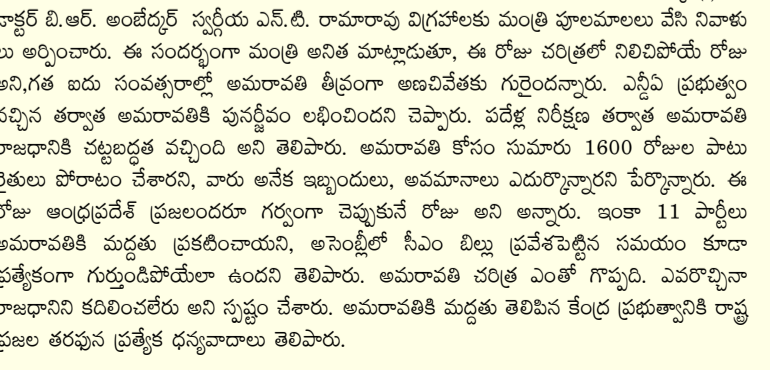 డాక్టర్ బి.ఆర్. అంబేద్కర్ స్వర్గీయ ఎన్.టి. రామారావు విగ్రహాలకు మంత్రి పూలమాలలు వేసి నివాళు
లు అర్పించారు. ఈ సందర్భంగా మంత్రి అనిత మాట్లాడుతూ, ఈ రోజు చరిత్రలో నిలిచిపోయే రోజు
అని,గత ఐదు సంవత్సరాల్లో అమరావతి తీవ్రంగా అణచివేతకు గురైందన్నారు. ఎన్డీఏ ప్రభుత్వం
వచ్చిన తర్వాత అమరావతికి పునర్జీవం లభించిందని చెప్పారు. పదేళ్ల నిరీక్షణ తర్వాత అమరావతి
రాజధానికి చట్టబద్ధత వచ్చింది అని తెలిపారు. అమరావతి కోసం సుమారు 1600 రోజుల పాటు
రైతులు పోరాటం చేశారని, వారు అనేక ఇబ్బందులు, అవమానాలు ఎదుర్కొన్నారని పేర్కొన్నారు. ఈ
రోజు ఆంధ్రప్రదేశ్ ప్రజలందరూ గర్వంగా చెప్పుకునే రోజు అని అన్నారు. ఇంకా 11 పార్టీలు
అమరావతికి మద్దతు ప్రకటించాయని, అసెంబ్లీలో సీఎం బిల్లు ప్రవేశపెట్టిన సమయం కూడా
ప్రత్యేకంగా గుర్తుండిపోయేలా ఉందని తెలిపారు. అమరావతి చరిత్ర ఎంతో గొప్పది. ఎవరొచ్చినా
రాజధానిని కదిలించలేరు అని స్పష్టం చేశారు. అమరావతికి మద్దతు తెలిపిన కేంద్ర ప్రభుత్వానికి రాష్ట్ర
ప్రజల తరఫున ప్రత్యేక ధన్యవాదాలు తెలిపారు.